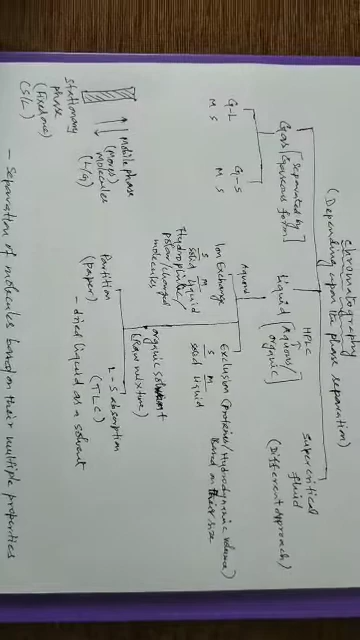 chromatography
(Depending upon the phase separation)
Gas [separated by
Gaseous form]
G-L
M S
G-S
M S
HPLC
Liquid [Aqueous/
organic]
Supercritical
fluid
(Different approach)
Aqueous
Ion Exchange
S M
solid liquid
Hydrophilic/
polar/charged
molecules
Exclusion (Proteins/Hydrodynamic volume)
Based on their size
S M
solid liquid
organic solvent
(Raw mixture)
Partition
(Paper)
L-S absorption
(TLC)
- dried liquid as a solvent
Mobile phase
molecules
(L/G)
Stationary
phase
(Fixed one)
(S/L)
- Separation of molecules based on their multiple properties